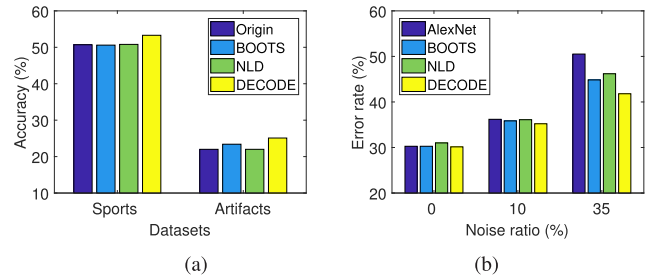 60
50
40
30
20
10
Accuracy (%)
Origin
BOOTS
NLD
DECODE
Sports
Artifacts
Datasets
(a)
60
50
40
30
20
Error rate (%)
AlexNet
BOOTS
NLD
DECODE
0
10
35
Noise ratio (%)
(b)